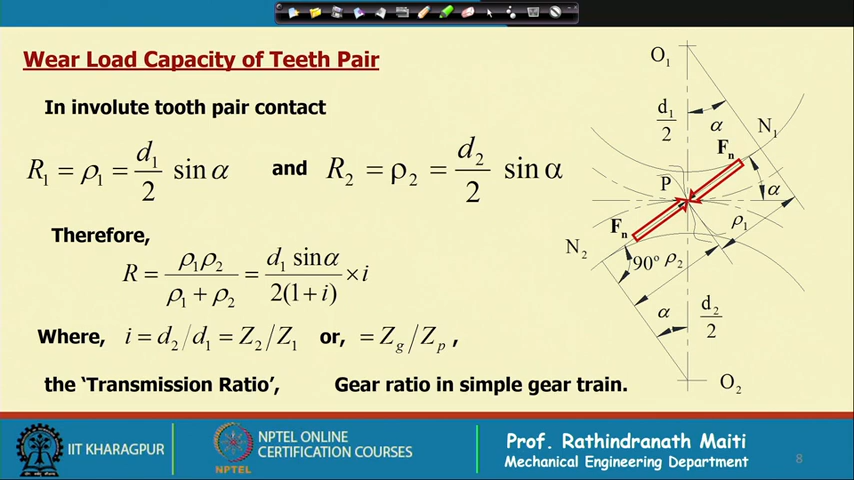 Wear Load Capacity of Teeth Pair
In involute tooth pair contact
R₁ = ρ₁ = d₁/2 sin α and R₂ = ρ₂ = d₂/2 sin α
Therefore,
R = ρ₁ρ₂/(ρ₁ + ρ₂) = d₁ sin α/2(1 + i) × i
Where, i = d₂/d₁ = Z₂/Z₁ or, = Z_g/Z_p ,
the 'Transmission Ratio', Gear ratio in simple gear train.
O₁
d₁/2
α
N₁
Fₙ
P
α
Fₙ
ρ₁
N₂
90° ρ₂
α
d₂/2
O₂
IIT KHARAGPUR
NPTEL
NPTEL ONLINE
CERTIFICATION COURSES
Prof. Rathindranath Maiti
Mechanical Engineering Department
8